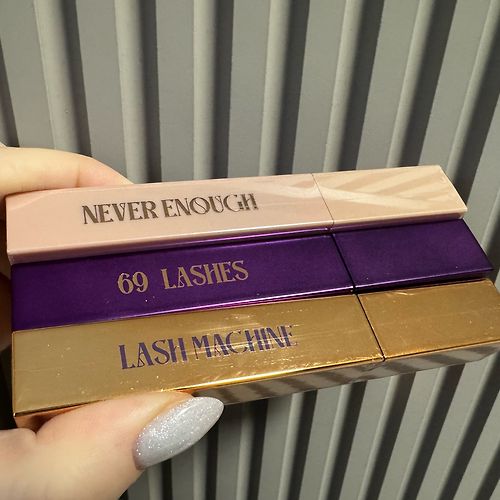 NEVER ENOUGH
69 LASHES
LASH MACHINE